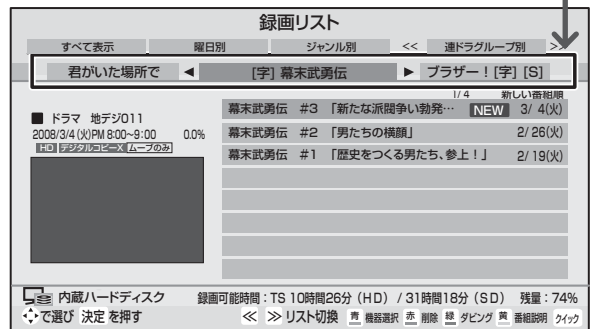 録画リスト
すべて表示 曜日別 ジャンル別 << 連ドラグループ別 >>
君がいた場所で ◀ [字] 幕末武勇伝 ▶ ブラザー！[字] [S]
1/4 新しい番組順
■ ドラマ 地デジ011
2008/3/4 (火)PM 8:00~9:00 0.0%
HD デジタルコピーX ムーブのみ
幕末武勇伝 #3 「新たな派閥争い勃発… NEW 3/ 4(火)
幕末武勇伝 #2 「男たちの横顔」 2/26(火)
幕末武勇伝 #1 「歴史をつくる男たち、参上！」 2/19(火)
内蔵ハードディスク 録画可能時間：TS 10時間26分（HD）/ 31時間18分（SD） 残量：74%
で選び 決定 を押す ≪ ≫ リスト切換 青 機器選択 赤 削除 緑 ダビング 黄 番組説明 クイック